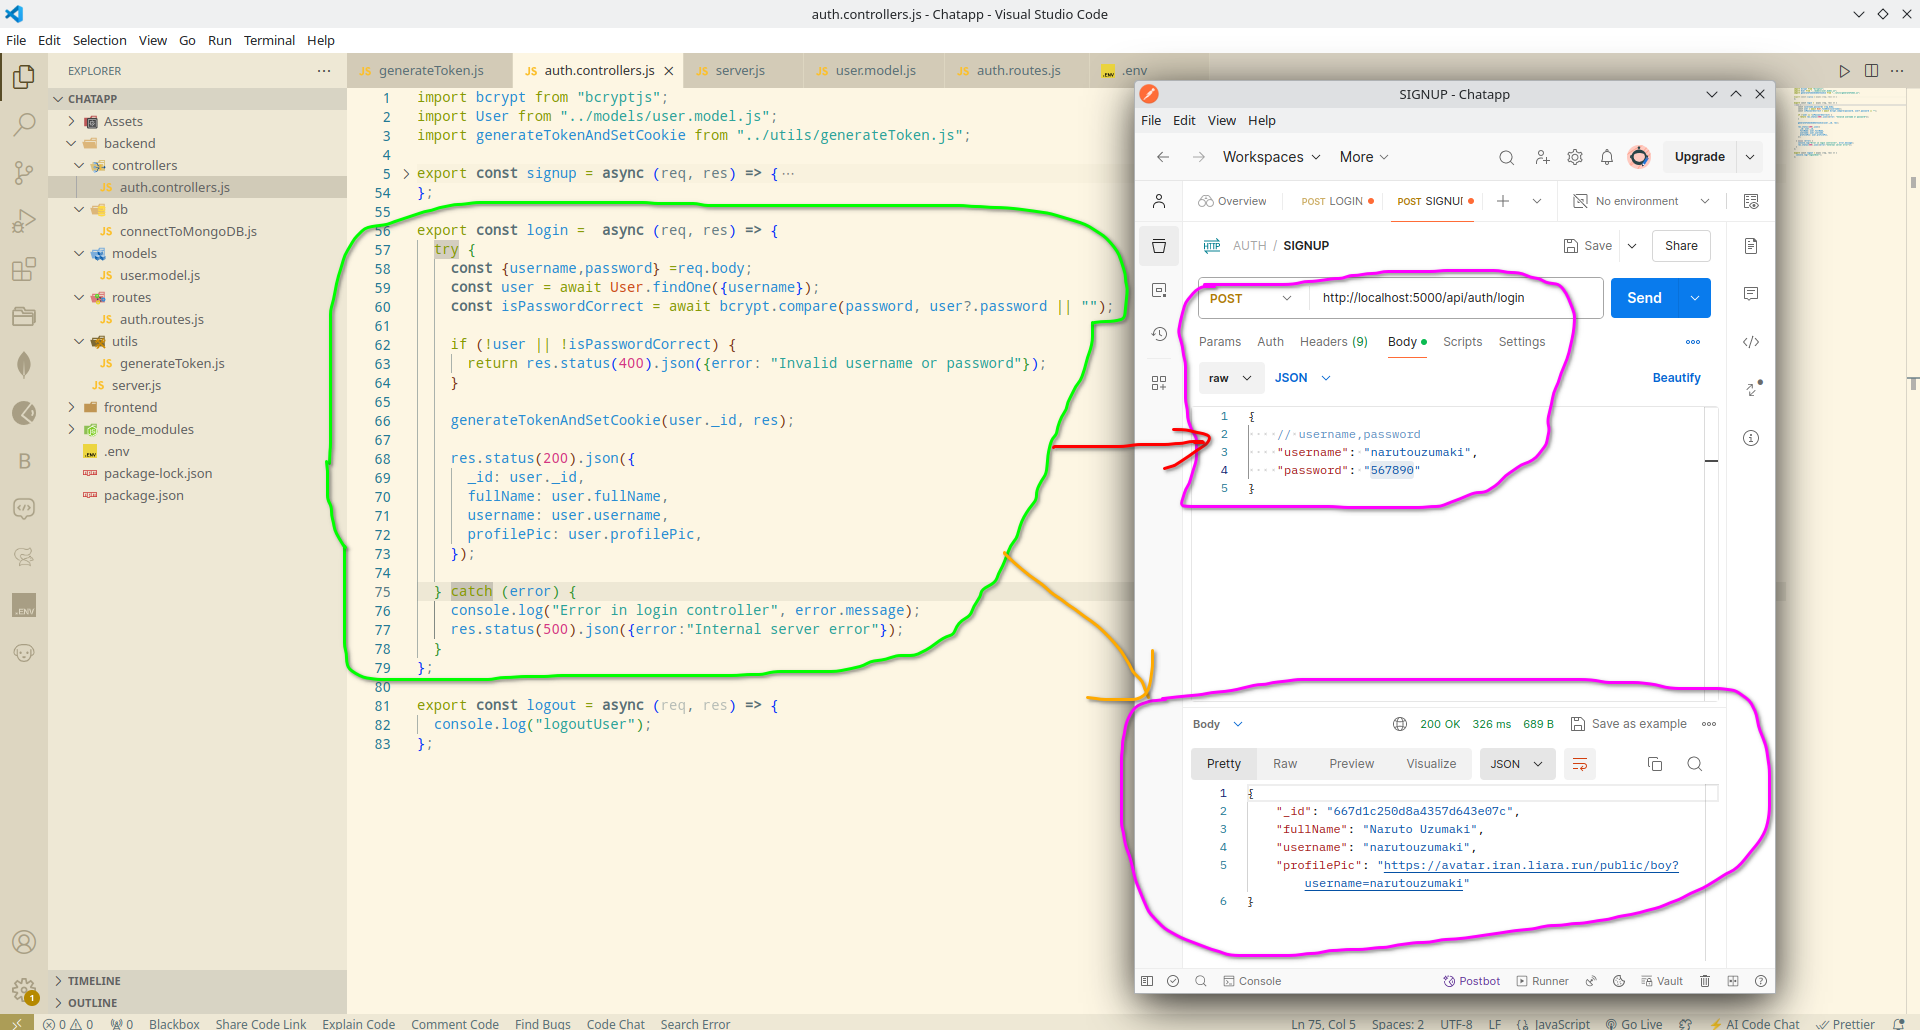 auth.controllers.js - Chatapp - Visual Studio Code
File Edit Selection View Go Run Terminal Help
EXPLORER ···
CHATAPP
Assets
backend
controllers
auth.controllers.js
db
connectToMongoDB.js
models
user.model.js
routes
auth.routes.js
utils
generateToken.js
server.js
frontend
node_modules
.env
package-lock.json
package.json
TIMELINE
OUTLINE
B
.ENV
1
JS generateToken.js JS auth.controllers.js JS server.js JS user.model.js JS auth.routes.js .ENV .env
1 import bcrypt from "bcryptjs";
2 import User from "../models/user.model.js";
3 import generateTokenAndSetCookie from "../utils/generateToken.js";
4
5 export const signup = async (req, res) => {···
54 };
55
56 export const login =  async (req, res) => {
57   try {
58     const {username,password} =req.body;
59     const user = await User.findOne({username});
60     const isPasswordCorrect = await bcrypt.compare(password, user?.password || "");
61
62     if (!user || !isPasswordCorrect) {
63       return res.status(400).json({error: "Invalid username or password"});
64     }
65
66     generateTokenAndSetCookie(user._id, res);
67
68     res.status(200).json({
69       _id: user._id,
70       fullName: user.fullName,
71       username: user.username,
72       profilePic: user.profilePic,
73     });
74
75   } catch (error) {
76     console.log("Error in login controller", error.message);
77     res.status(500).json({error:"Internal server error"});
78   }
79 };
80
81 export const logout = async (req, res) => {
82   console.log("logoutUser");
83 };
SIGNUP - Chatapp
File Edit View Help
Workspaces More Upgrade
Overview POST LOGIN POST SIGNUI No environment
HTTP AUTH / SIGNUP Save Share
POST http://localhost:5000/api/auth/login Send
Params Auth Headers (9) Body Scripts Settings
raw JSON Beautify
1 {
2     // username,password
3     "username": "narutouzumaki",
4     "password": "567890"
5 }
Body 200 OK 326 ms 689 B Save as example
Pretty Raw Preview Visualize JSON
1 {
2     "_id": "667d1c250d8a4357d643e07c",
3     "fullName": "Naruto Uzumaki",
4     "username": "narutouzumaki",
5     "profilePic": "https://avatar.iran.liara.run/public/boy?
username=narutouzumaki"
6 }
Console Postbot Runner Vault
0 0 0 Blackbox Share Code Link Explain Code Comment Code Find Bugs Code Chat Search Error Ln 75, Col 5 Spaces: 2 UTF-8 LF {} JavaScript Go Live AI Code Chat Prettier